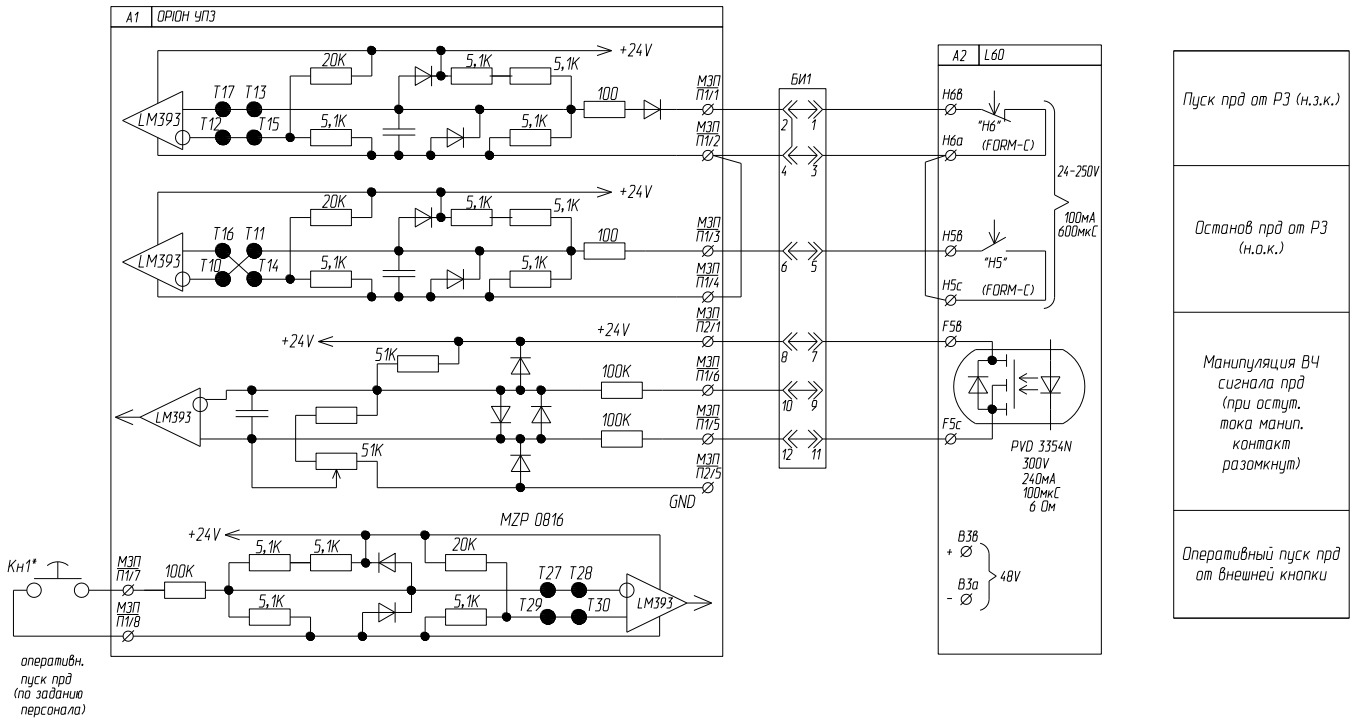 A1 ОРІОН УПЗ
+24V
20K
5,1K
5,1K
T17 T13
LM393
T12 T15
5,1K
5,1K
100
МЗП
П1/1
МЗП
П1/2
+24V
20K
5,1K
5,1K
T16 T11
LM393
T10 T14
5,1K
5,1K
100
МЗП
П1/3
МЗП
П1/4
МЗП
П2/1
+24V
+24V
51K
100K
МЗП
П1/6
LM393
100K
МЗП
П1/5
51K
МЗП
П2/5
GND
MZP 0816
+24V
5,1K 5,1K
20K
Кн1*
МЗП
П1/7
100K
T27 T28
5,1K
5,1K
T29 T30
LM393
МЗП
П1/8
оперативн.
пуск прд
(по заданию
персонала)
БИ1
2 1
4 3
6 5
8 7
10 9
12 11
A2 L60
H6в
"H6"
H6a
(FORM-C)
24-250V
100мА
600мкС
H5в
"H5"
H5c
(FORM-C)
F5в
F5c
PVD 3354N
300V
240мА
100мкС
6 Ом
B3в
+
48V
B3a
-
Пуск прд от РЗ (н.з.к.)
Останов прд от РЗ
(н.о.к.)
Манипуляция ВЧ
сигнала прд
(при остут.
тока манип.
контакт
разомкнут)
Оперативный пуск прд
от внешней кнопки